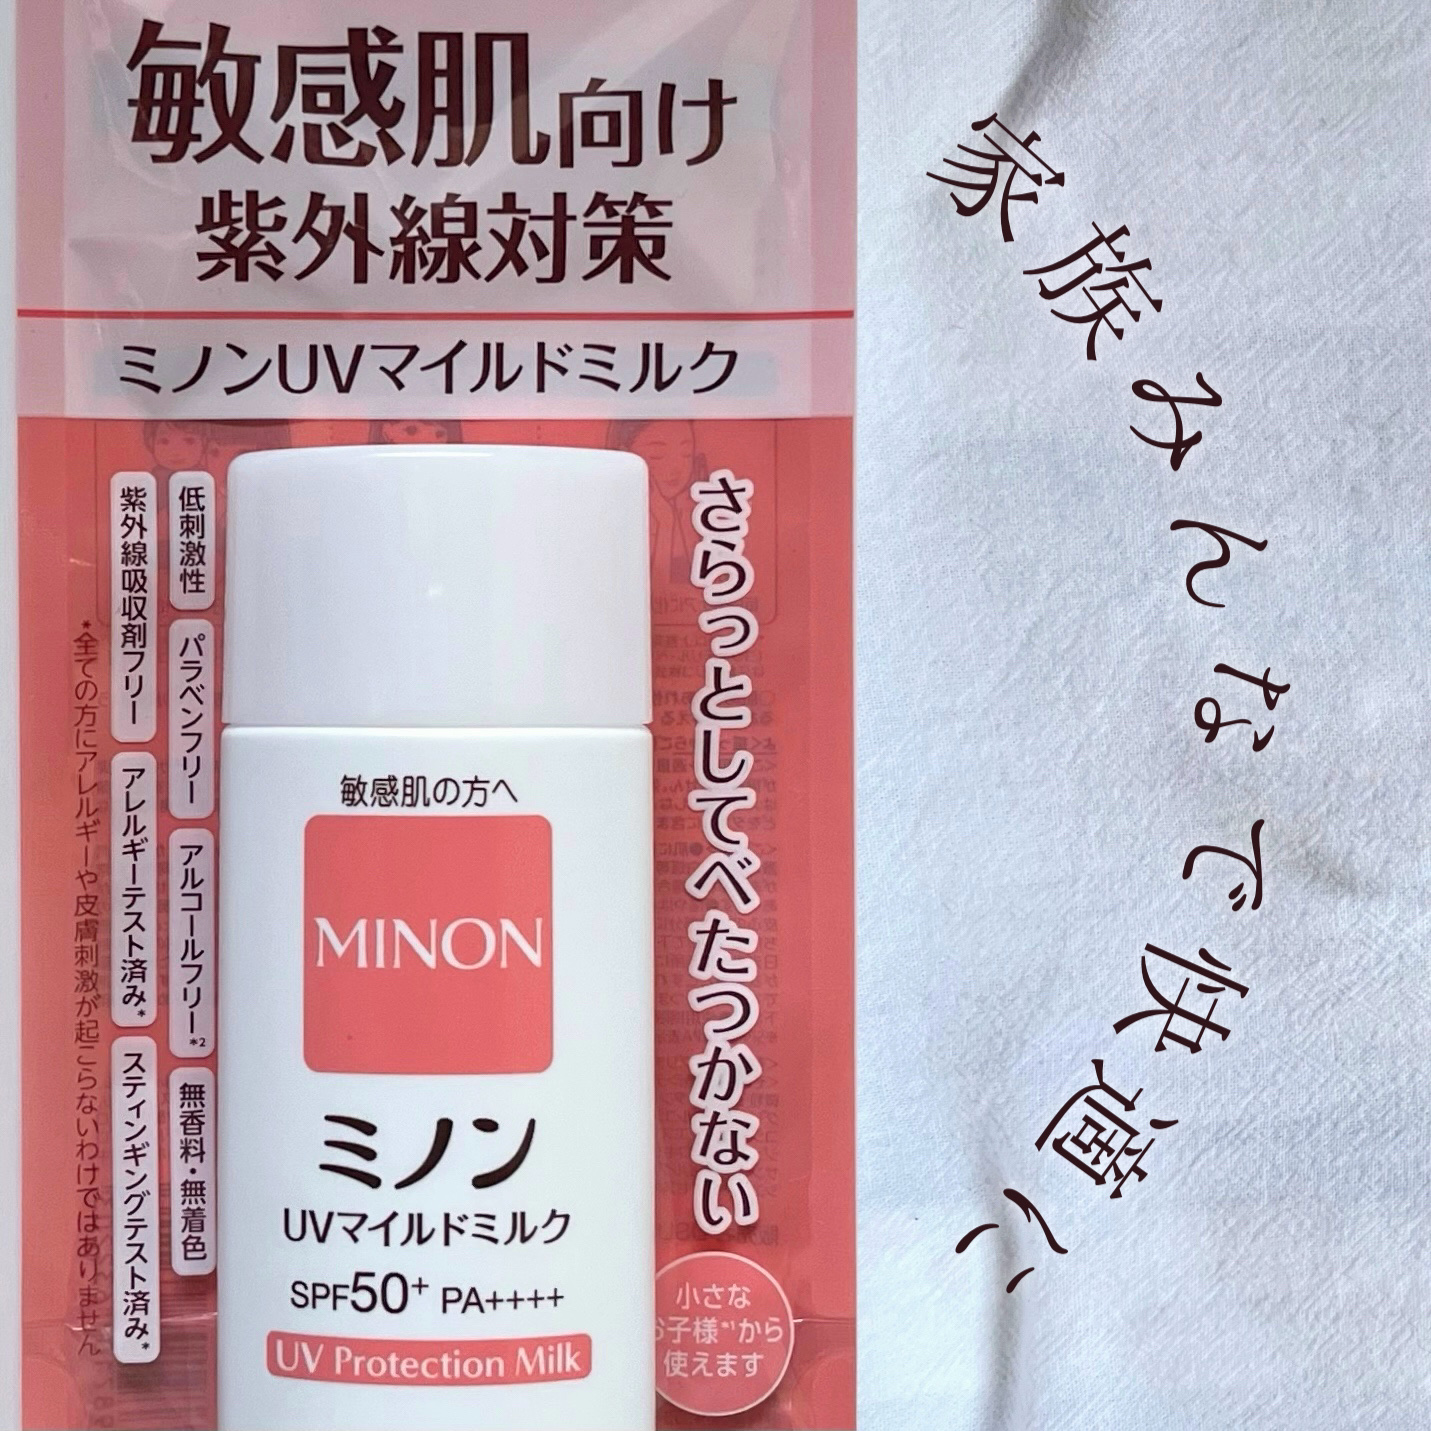 敏感肌向け
紫外線対策
ミノンUVマイルドミルク
低刺激性
パラベンフリー
アルコールフリー*2
無香料・無着色
紫外線吸収剤フリー
アレルギーテスト済み*
スティンギングテスト済み*
*全ての方にアレルギーや皮膚刺激が起こらないわけではありません
さらっとしてべたつかない
敏感肌の方へ
MINON
ミノン
UVマイルドミルク
SPF50+ PA++++
UV Protection Milk
小さな
お子様*1から
使えます
家族みんなで快適に